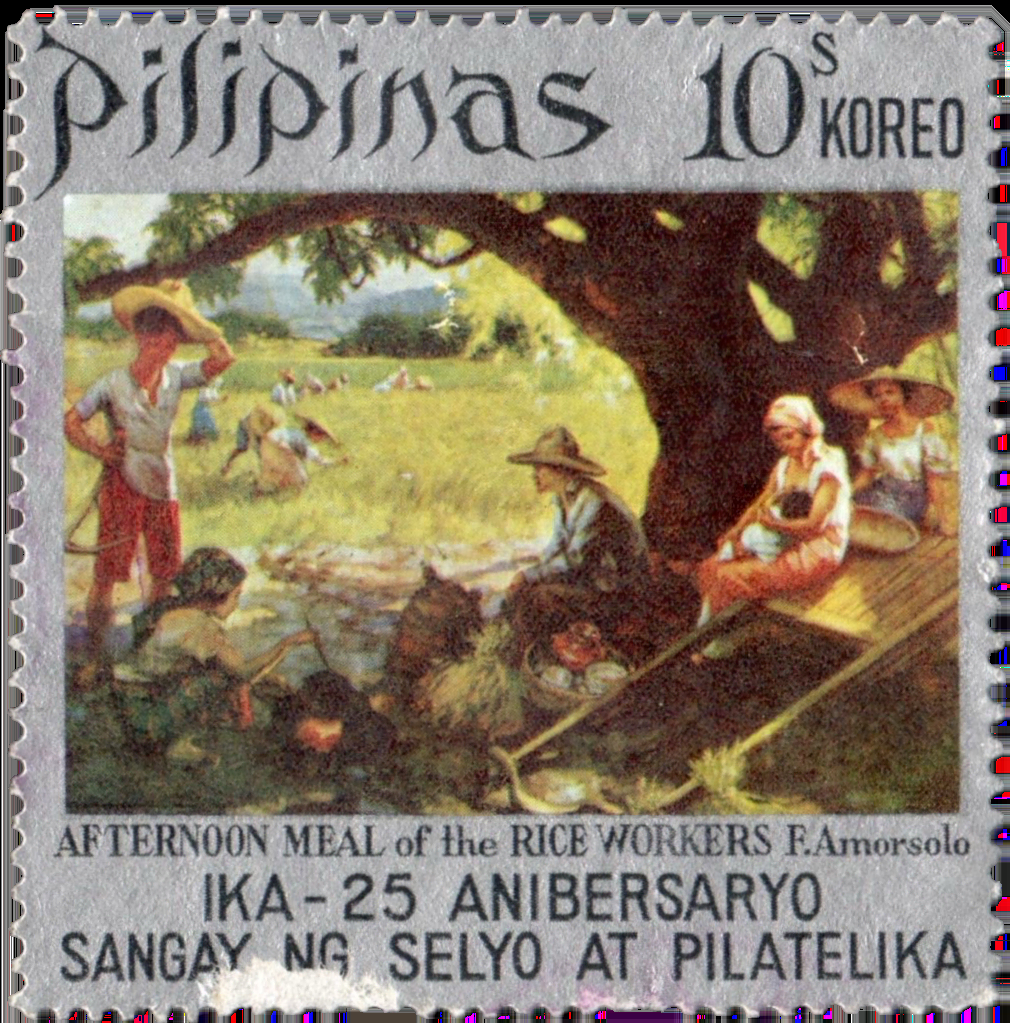 pilipinas 10s KOREO
AFTERNOON MEAL of the RICE WORKERS F.Amorsolo
IKA-25 ANIBERSARYO
SANGAY NG SELYO AT PILATELIKA